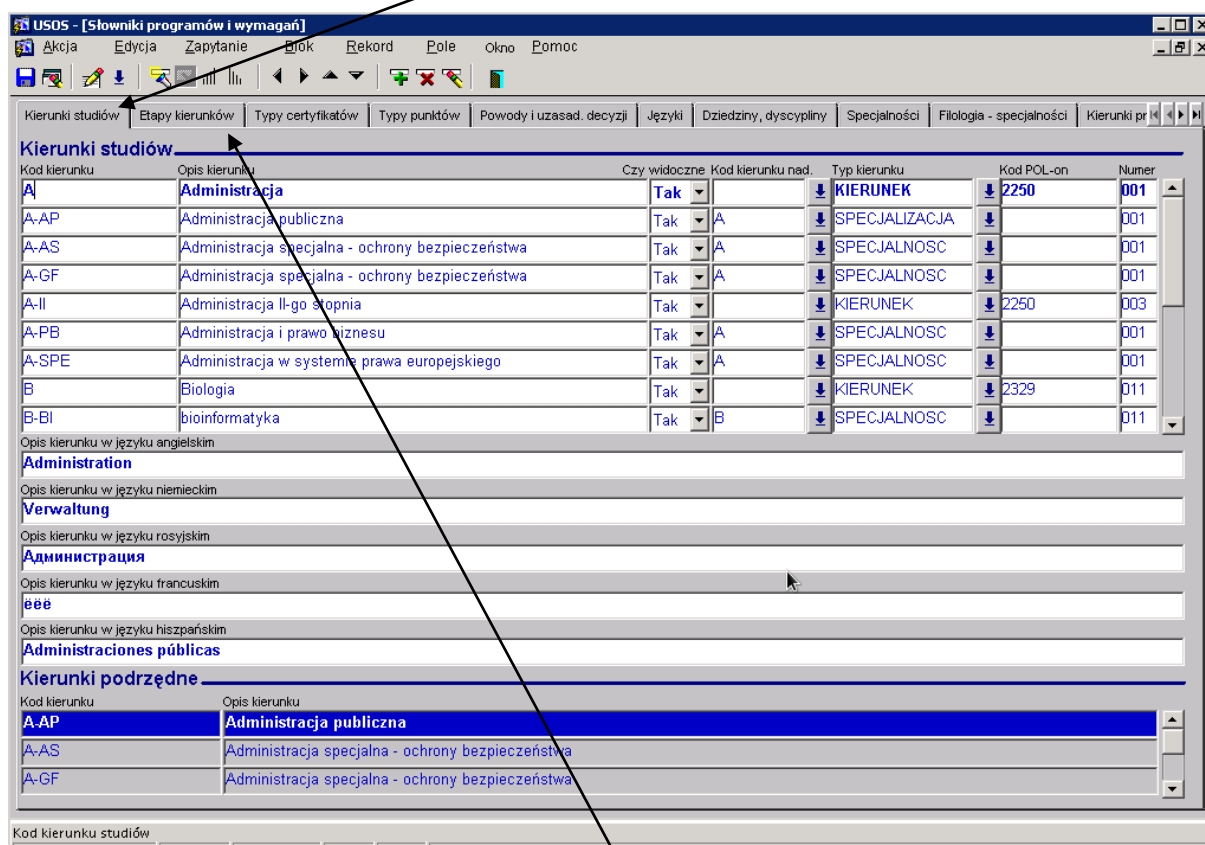 USOS - [Słowniki programów i wymagań]
Akcja Edycja Zapytanie Blok Rekord Pole Okno Pomoc
Kierunki studiów Etapy kierunków Typy certyfikatów Typy punktów Powody i uzasad. decyzji Języki Dziedziny, dyscypliny Specjalności Filologia - specjalności Kierunki pr
Kierunki studiów
Kod kierunku Opis kierunku Czy widoczne Kod kierunku nad. Typ kierunku Kod POL-on Numer
A Administracja Tak KIERUNEK 2250 001
A-AP Administracja publiczna Tak A SPECJALIZACJA 001
A-AS Administracja specjalna - ochrony bezpieczeństwa Tak A SPECJALNOSC 001
A-GF Administracja specjalna - ochrony bezpieczeństwa Tak A SPECJALNOSC 001
A-II Administracja II-go stopnia Tak KIERUNEK 2250 003
A-PB Administracja i prawo biznesu Tak A SPECJALNOSC 001
A-SPE Administracja w systemie prawa europejskiego Tak A SPECJALNOSC 001
B Biologia Tak KIERUNEK 2329 011
B-BI bioinformatyka Tak B SPECJALNOSC 011
Opis kierunku w języku angielskim
Administration
Opis kierunku w języku niemieckim
Verwaltung
Opis kierunku w języku rosyjskim
Администрация
Opis kierunku w języku francuskim
ëëë
Opis kierunku w języku hiszpańskim
Administraciones públicas
Kierunki podrzędne
Kod kierunku Opis kierunku
A-AP Administracja publiczna
A-AS Administracja specjalna - ochrony bezpieczeństwa
A-GF Administracja specjalna - ochrony bezpieczeństwa
Kod kierunku studiów